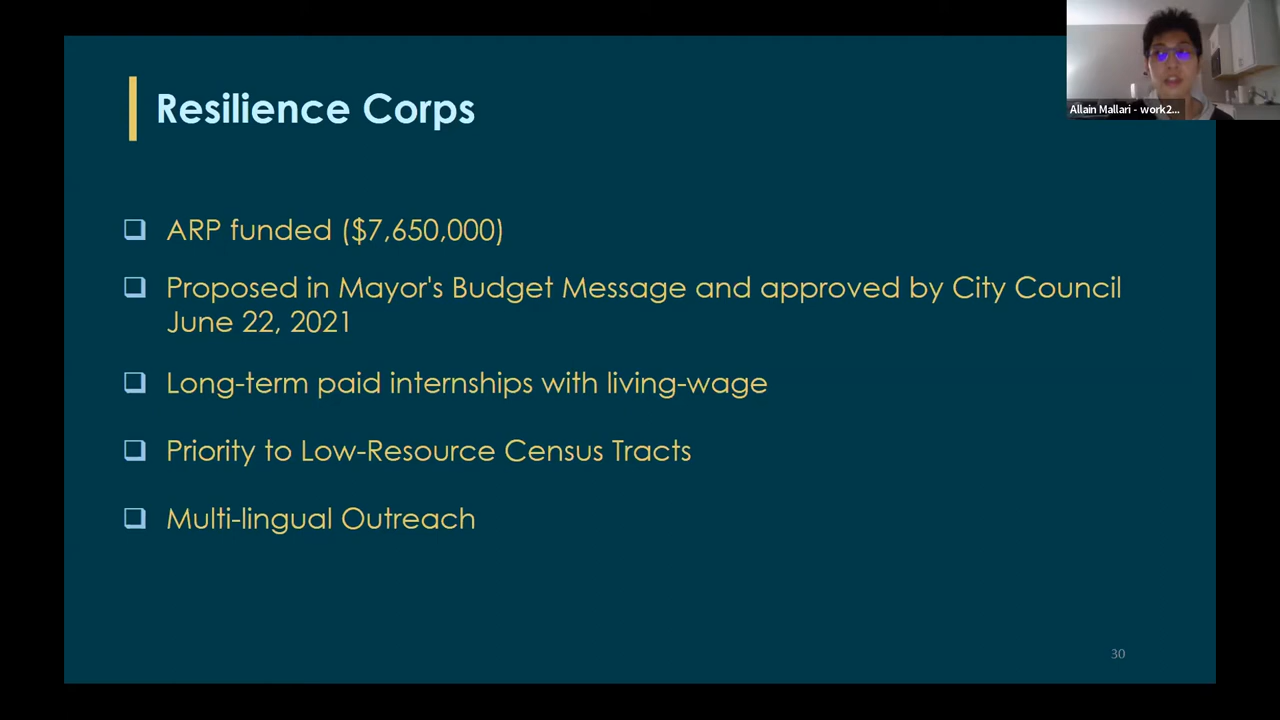 Resilience Corps
Allain Mallari - work2...
❑ ARP funded ($7,650,000)
❑ Proposed in Mayor's Budget Message and approved by City Council
June 22, 2021
❑ Long-term paid internships with living-wage
❑ Priority to Low-Resource Census Tracts
❑ Multi-lingual Outreach
30